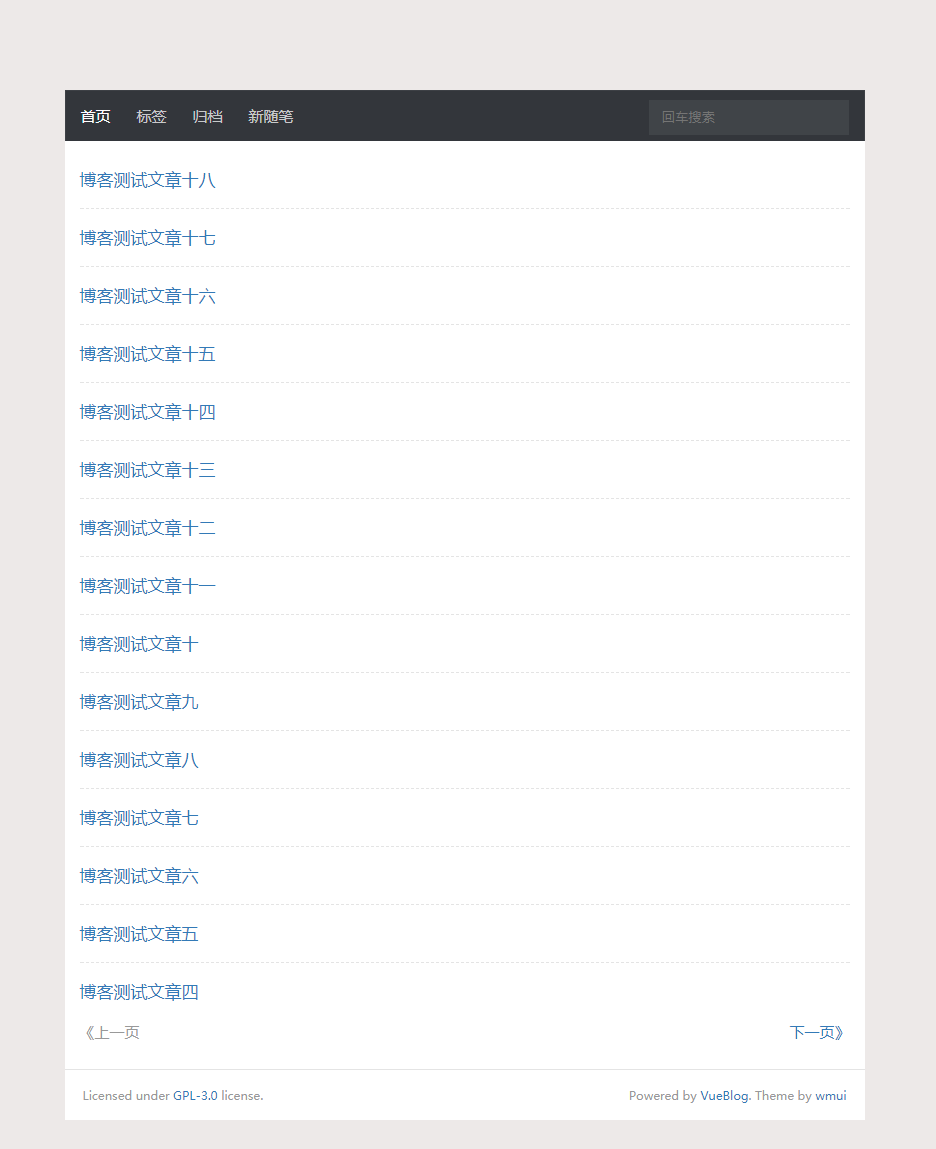 首页 标签 归档 新随笔 回车搜索
博客测试文章十八
博客测试文章十七
博客测试文章十六
博客测试文章十五
博客测试文章十四
博客测试文章十三
博客测试文章十二
博客测试文章十一
博客测试文章十
博客测试文章九
博客测试文章八
博客测试文章七
博客测试文章六
博客测试文章五
博客测试文章四
《上一页 下一页》
Licensed under GPL-3.0 license. Powered by VueBlog. Theme by wmui